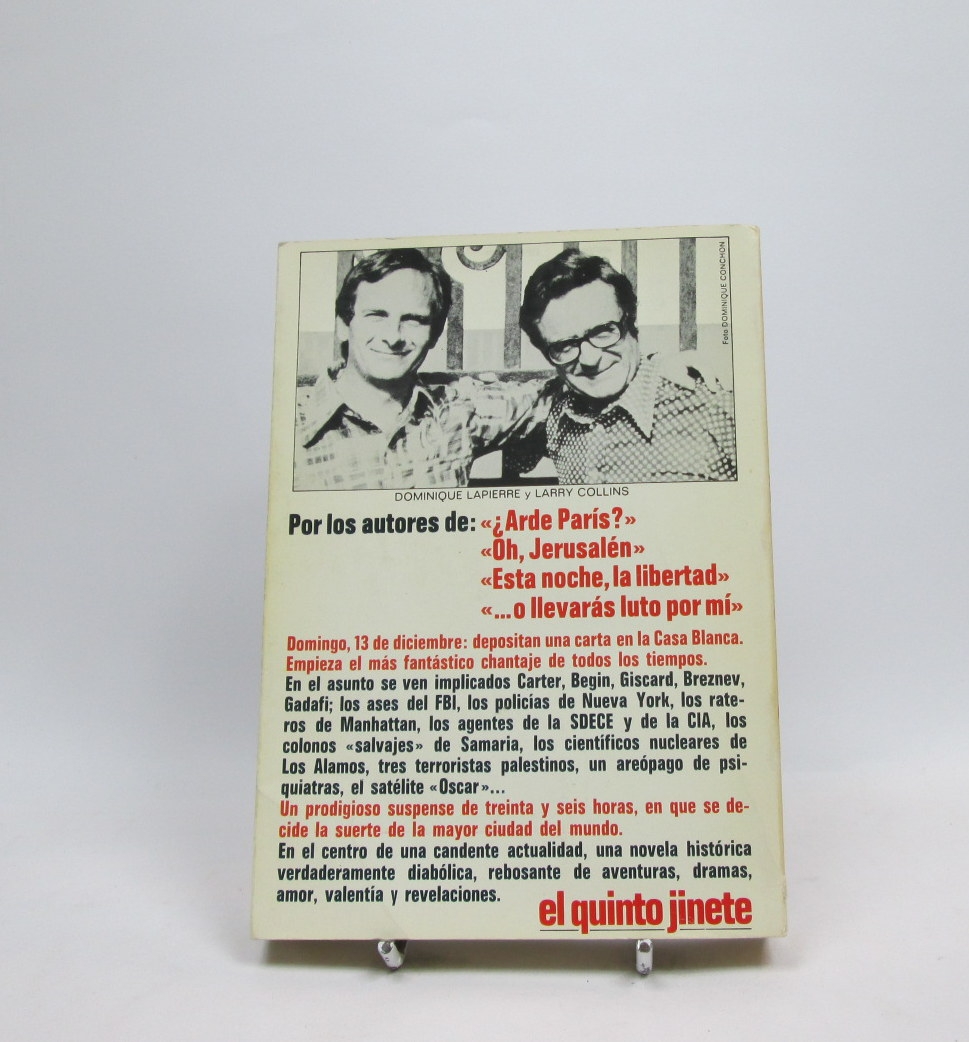 Foto DOMINIQUE CONCHON
DOMINIQUE LAPIERRE y LARRY COLLINS
Por los autores de: «¿Arde París?»
«Oh, Jerusalén»
«Esta noche, la libertad»
«...o llevarás luto por mí»
Domingo, 13 de diciembre: depositan una carta en la Casa Blanca.
Empieza el más fantástico chantaje de todos los tiempos.
En el asunto se ven implicados Carter, Begin, Giscard, Breznev,
Gadafi; los ases del FBI, los policías de Nueva York, los rate-
ros de Manhattan, los agentes de la SDECE y de la CIA, los
colonos «salvajes» de Samaria, los científicos nucleares de
Los Alamos, tres terroristas palestinos, un areópago de psi-
quiatras, el satélite «Oscar»...
Un prodigioso suspense de treinta y seis horas, en que se de-
cide la suerte de la mayor ciudad del mundo.
En el centro de una candente actualidad, una novela histórica
verdaderamente diabólica, rebosante de aventuras, dramas,
amor, valentía y revelaciones.
el quinto jinete